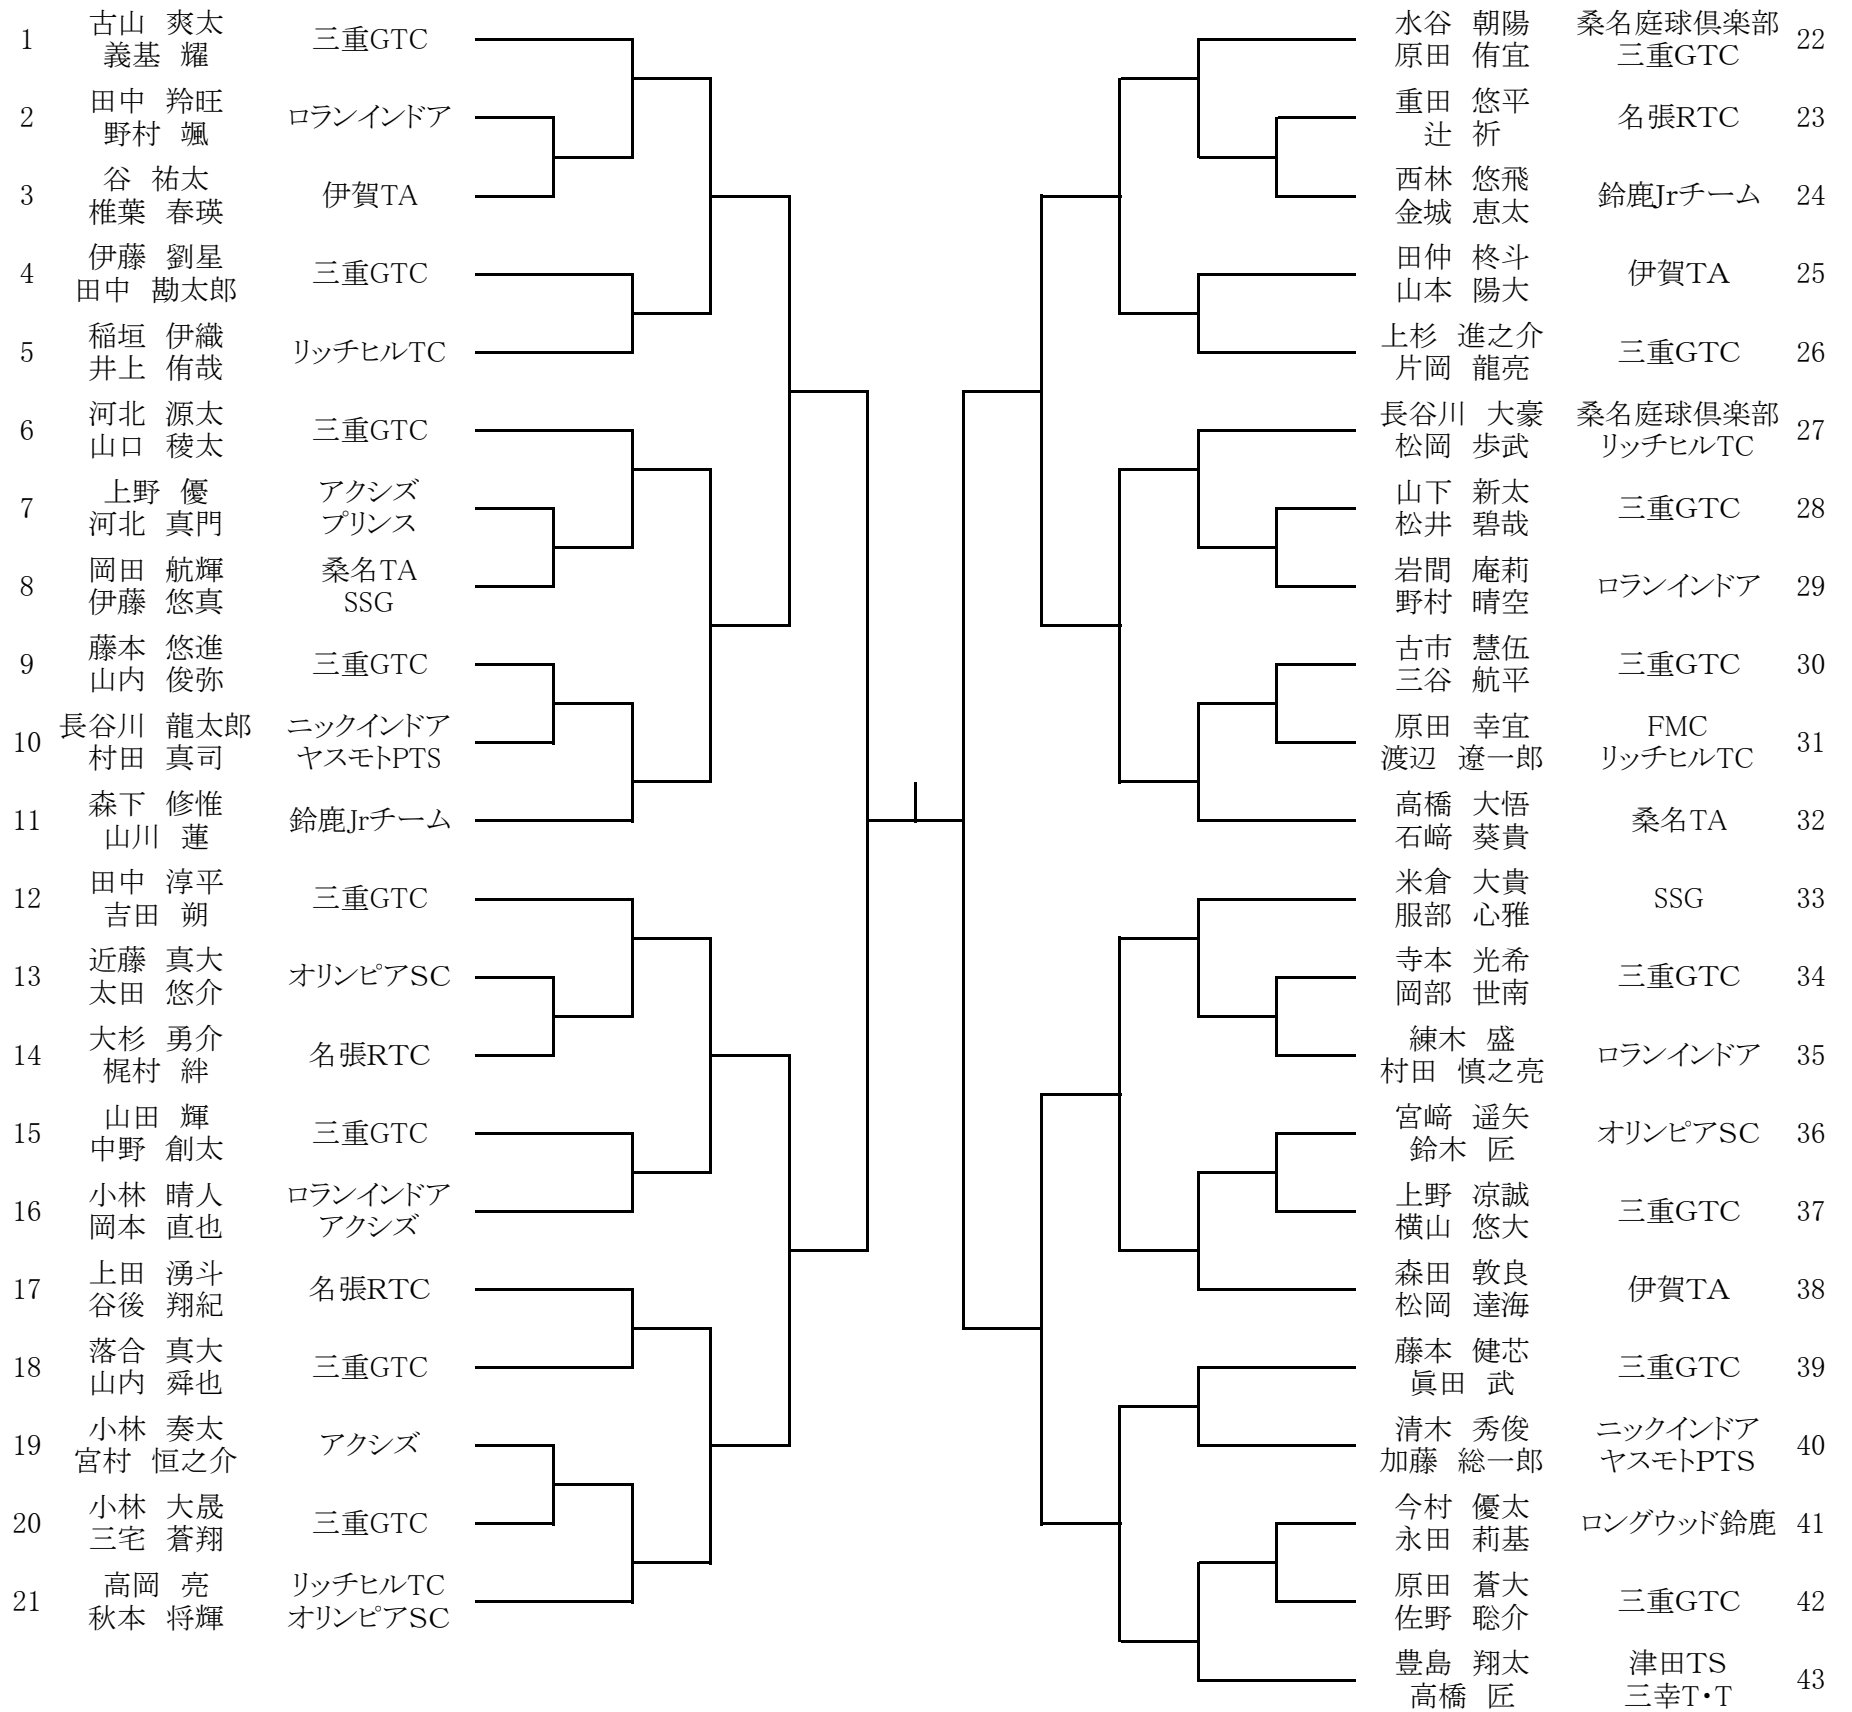 1 古山 爽太 三重GTC
義基 耀
2 田中 羚旺 ロランインドア
野村 颯
3 谷 祐太 伊賀TA
椎葉 春瑛
4 伊藤 劉星 三重GTC
田中 勘太郎
5 稲垣 伊織 リッチヒルTC
井上 侑哉
6 河北 源太 三重GTC
山口 稜太
7 上野 優 アクシズ
河北 真門 プリンス
8 岡田 航輝 桑名TA
伊藤 悠真 SSG
9 藤本 悠進 三重GTC
山内 俊弥
10 長谷川 龍太郎 ニックインドア
村田 真司 ヤスモトPTS
11 森下 修惟 鈴鹿Jrチーム
山川 蓮
12 田中 淳平 三重GTC
吉田 朔
13 近藤 真大 オリンピアSC
太田 悠介
14 大杉 勇介 名張RTC
梶村 絆
15 山田 輝 三重GTC
中野 創太
16 小林 晴人 ロランインドア
岡本 直也 アクシズ
17 上田 湧斗 名張RTC
谷後 翔紀
18 落合 真大 三重GTC
山内 舜也
19 小林 奏太 アクシズ
宮村 恒之介
20 小林 大晟 三重GTC
三宅 蒼翔
21 高岡 亮 リッチヒルTC
秋本 将輝 オリンピアSC
水谷 朝陽 桑名庭球倶楽部 22
原田 侑宜 三重GTC
重田 悠平 名張RTC 23
辻 祈
西林 悠飛 鈴鹿Jrチーム 24
金城 恵太
田仲 柊斗 伊賀TA 25
山本 陽大
上杉 進之介 三重GTC 26
片岡 龍亮
長谷川 大豪 桑名庭球倶楽部 27
松岡 歩武 リッチヒルTC
山下 新太 三重GTC 28
松井 碧哉
岩間 庵莉 ロランインドア 29
野村 晴空
古市 慧伍 三重GTC 30
三谷 航平
原田 幸宜 FMC 31
渡辺 遼一郎 リッチヒルTC
高橋 大悟 桑名TA 32
石﨑 葵貴
米倉 大貴 SSG 33
服部 心雅
寺本 光希 三重GTC 34
岡部 世南
練木 盛 ロランインドア 35
村田 慎之亮
宮﨑 遥矢 オリンピアSC 36
鈴木 匠
上野 凉誠 三重GTC 37
横山 悠大
森田 敦良 伊賀TA 38
松岡 達海
藤本 健芯 三重GTC 39
眞田 武
清木 秀俊 ニックインドア 40
加藤 総一郎 ヤスモトPTS
今村 優太 ロングウッド鈴鹿 41
永田 莉基
原田 蒼大 三重GTC 42
佐野 聡介
豊島 翔太 津田TS 43
高橋 匠 三幸T・T